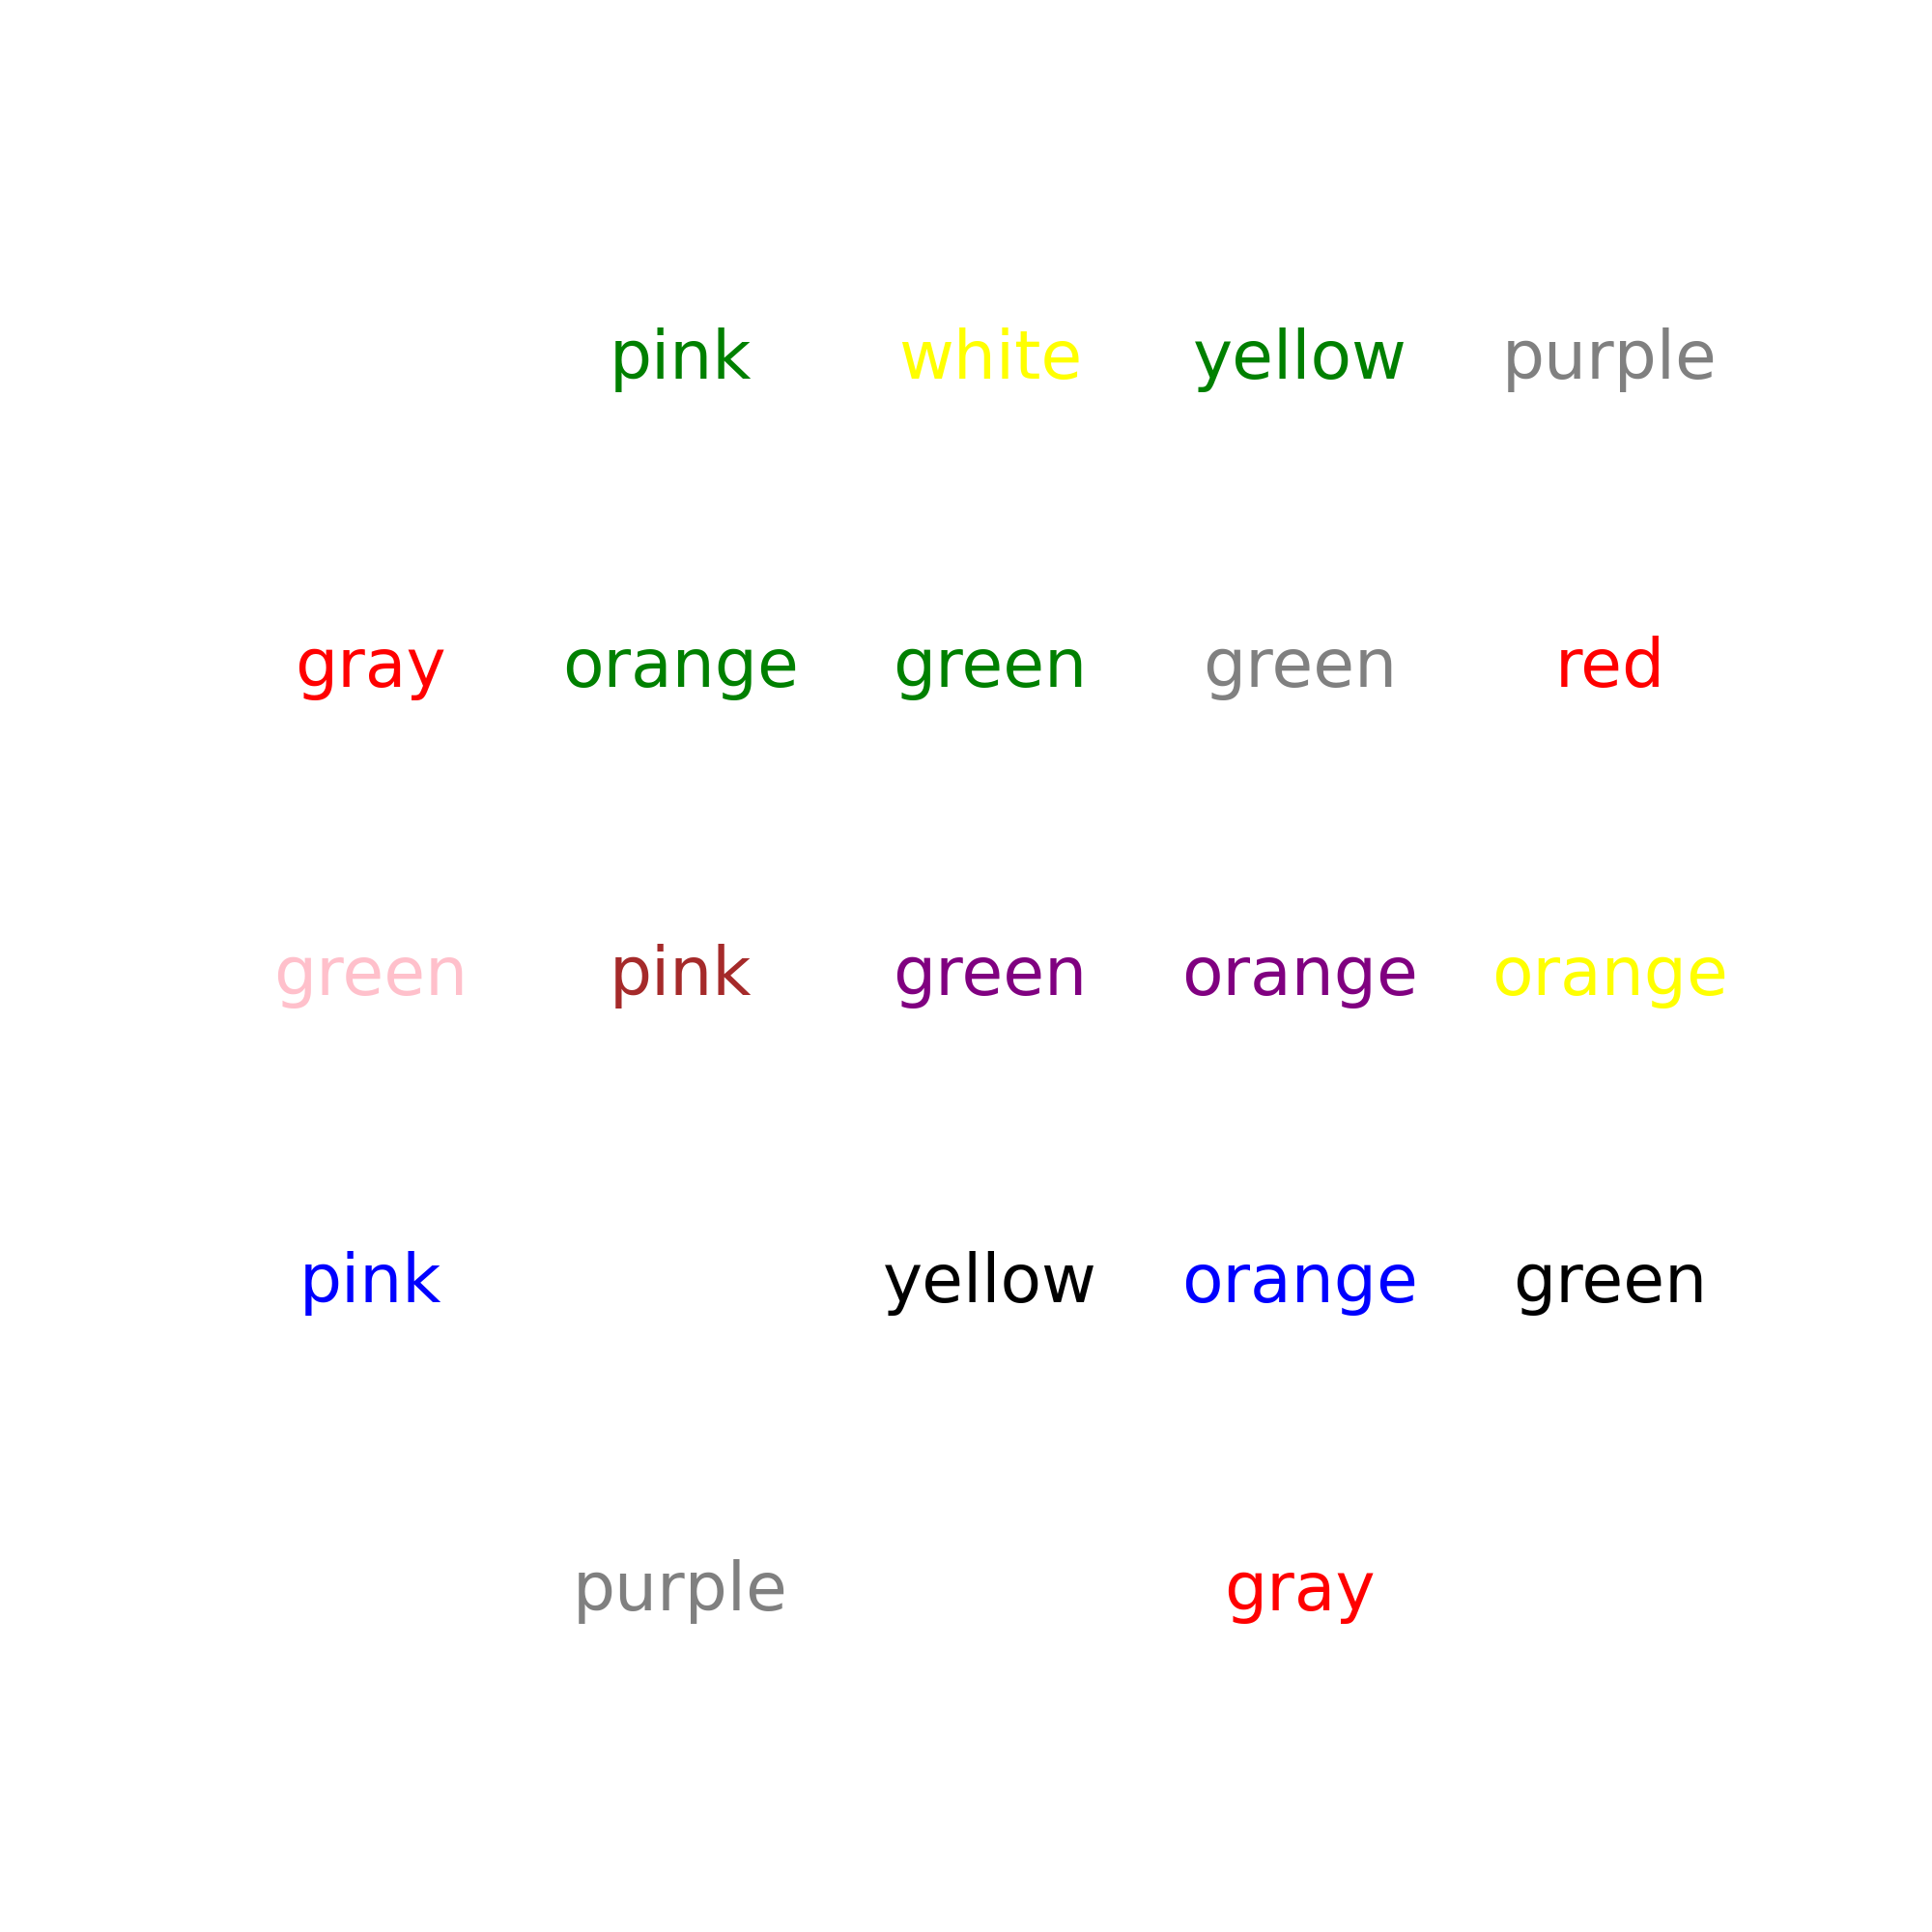 pink white yellow purple
gray orange green green red
green pink green orange orange
pink yellow orange green
purple gray